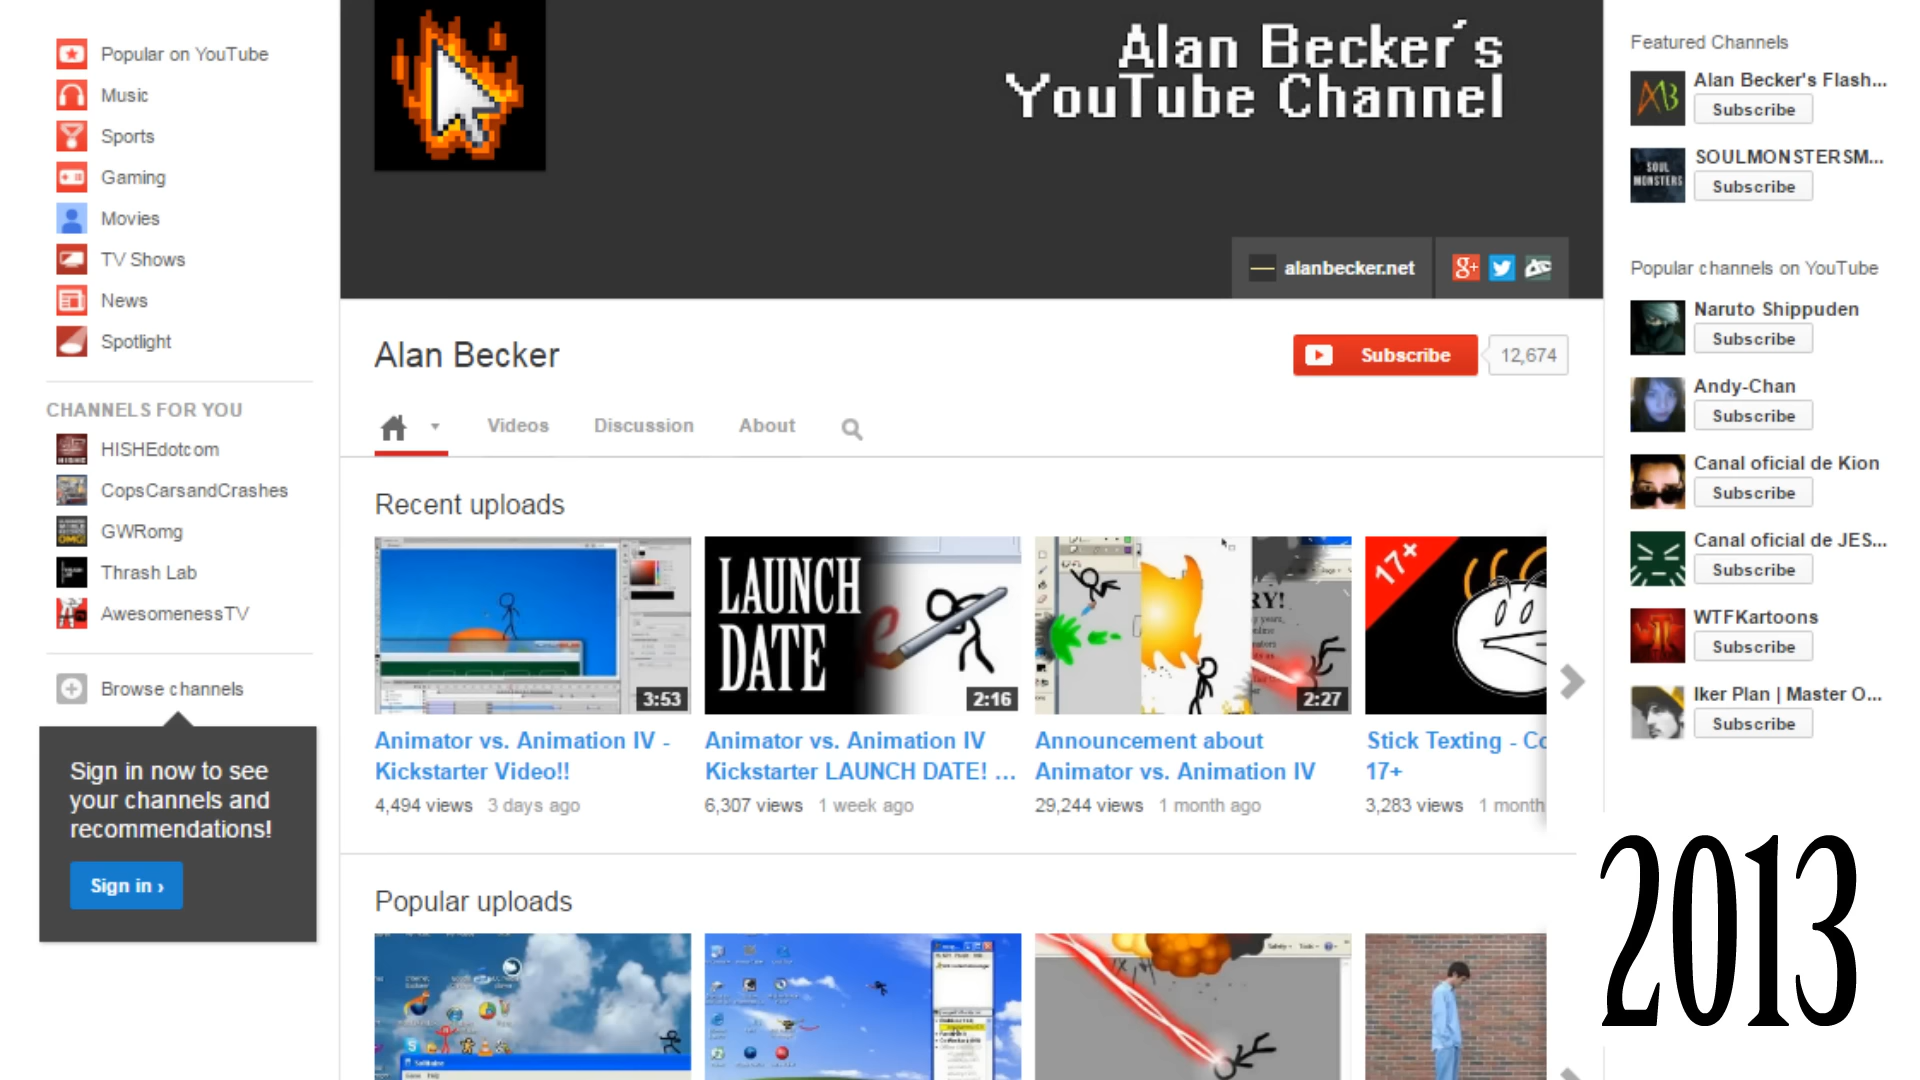 Popular on YouTube
Music
Sports
Gaming
Movies
TV Shows
News
Spotlight
CHANNELS FOR YOU
HISHEdotcom
CopsCarsandCrashes
GWRomg
Thrash Lab
AwesomenessTV
Browse channels
Sign in now to see
your channels and
recommendations!
Sign in ›
Alan Becker's
YouTube Channel
alanbecker.net
g+
Alan Becker
Subscribe
12,674
Videos
Discussion
About
Recent uploads
3:53
Animator vs. Animation IV -
Kickstarter Video!!
4,494 views 3 days ago
LAUNCH
DATE
2:16
Animator vs. Animation IV
Kickstarter LAUNCH DATE! ...
6,307 views 1 week ago
2:27
Announcement about
Animator vs. Animation IV
29,244 views 1 month ago
17+
Stick Texting - Co
17+
3,283 views 1 month
Popular uploads
Featured Channels
AB
Alan Becker's Flash...
Subscribe
SOUL
MONSTERS
SOULMONSTERSM...
Subscribe
Popular channels on YouTube
Naruto Shippuden
Subscribe
Andy-Chan
Subscribe
Canal oficial de Kion
Subscribe
Canal oficial de JES...
Subscribe
WTFKartoons
Subscribe
Iker Plan | Master O...
Subscribe
2013